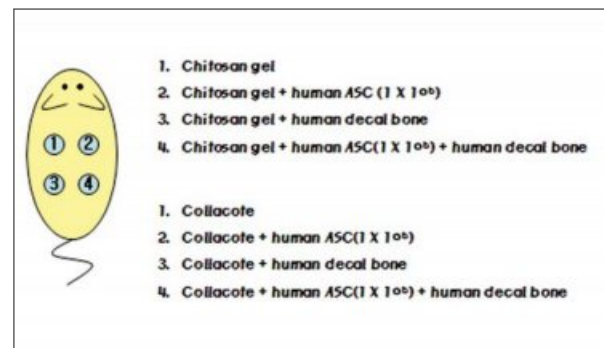 1 2
3 4
1. Chitosan gel
2. Chitosan gel + human ASC (1 X 10⁶)
3. Chitosan gel + human decal bone
4. Chitosan gel + human ASC(1 X 10⁶) + human decal bone
1. Collacote
2. Collacote + human ASC(1 X 10⁶)
3. Collacote + human decal bone
4. Collacote + human ASC(1 X 10⁶) + human decal bone